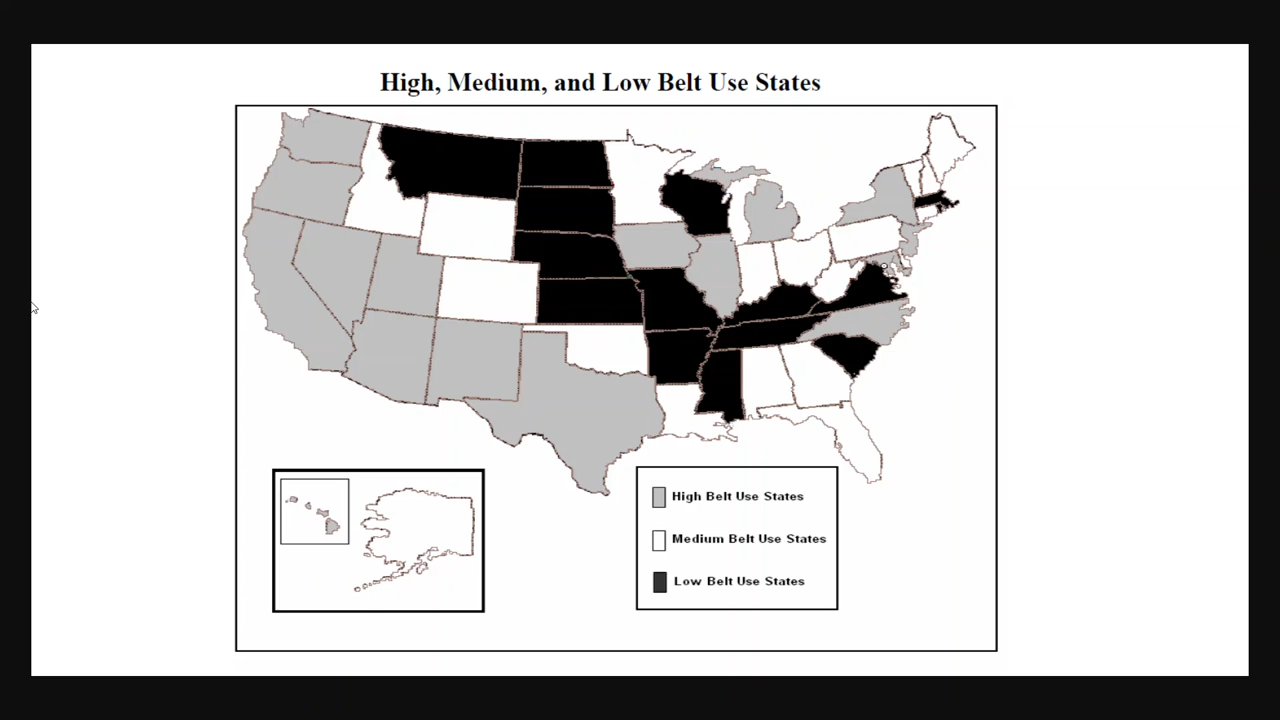 High, Medium, and Low Belt Use States
High Belt Use States
Medium Belt Use States
Low Belt Use States